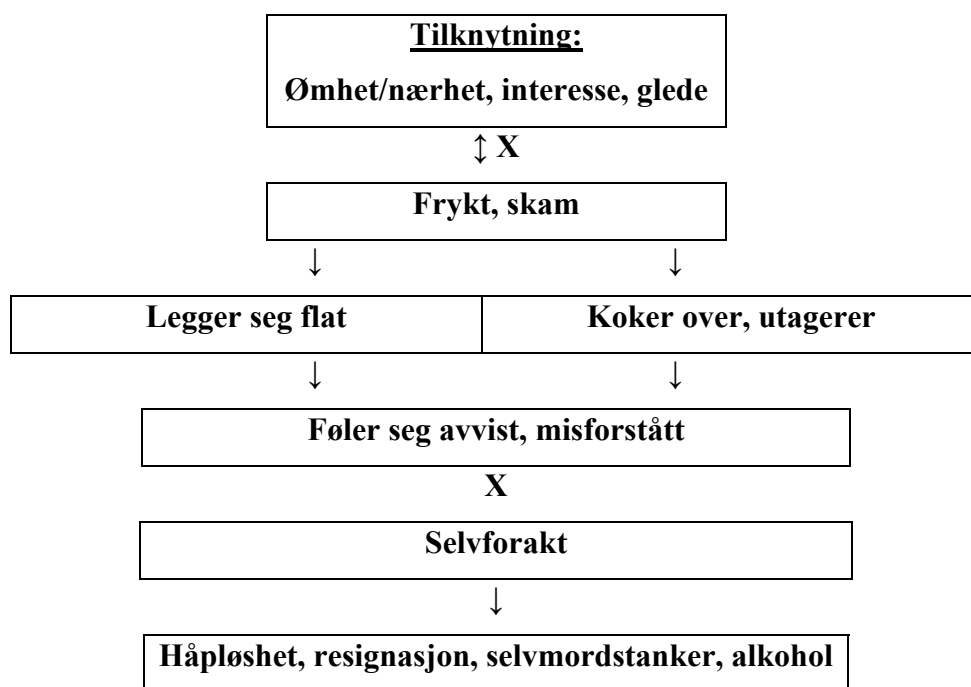 Tilknytning:
Ømhet/nærhet, interesse, glede
↕ X
Frykt, skam
↓ ↓
Legger seg flat Koker over, utagerer
↓ ↓
Føler seg avvist, misforstått
X
Selvforakt
↓
Håpløshet, resignasjon, selvmordstanker, alkohol